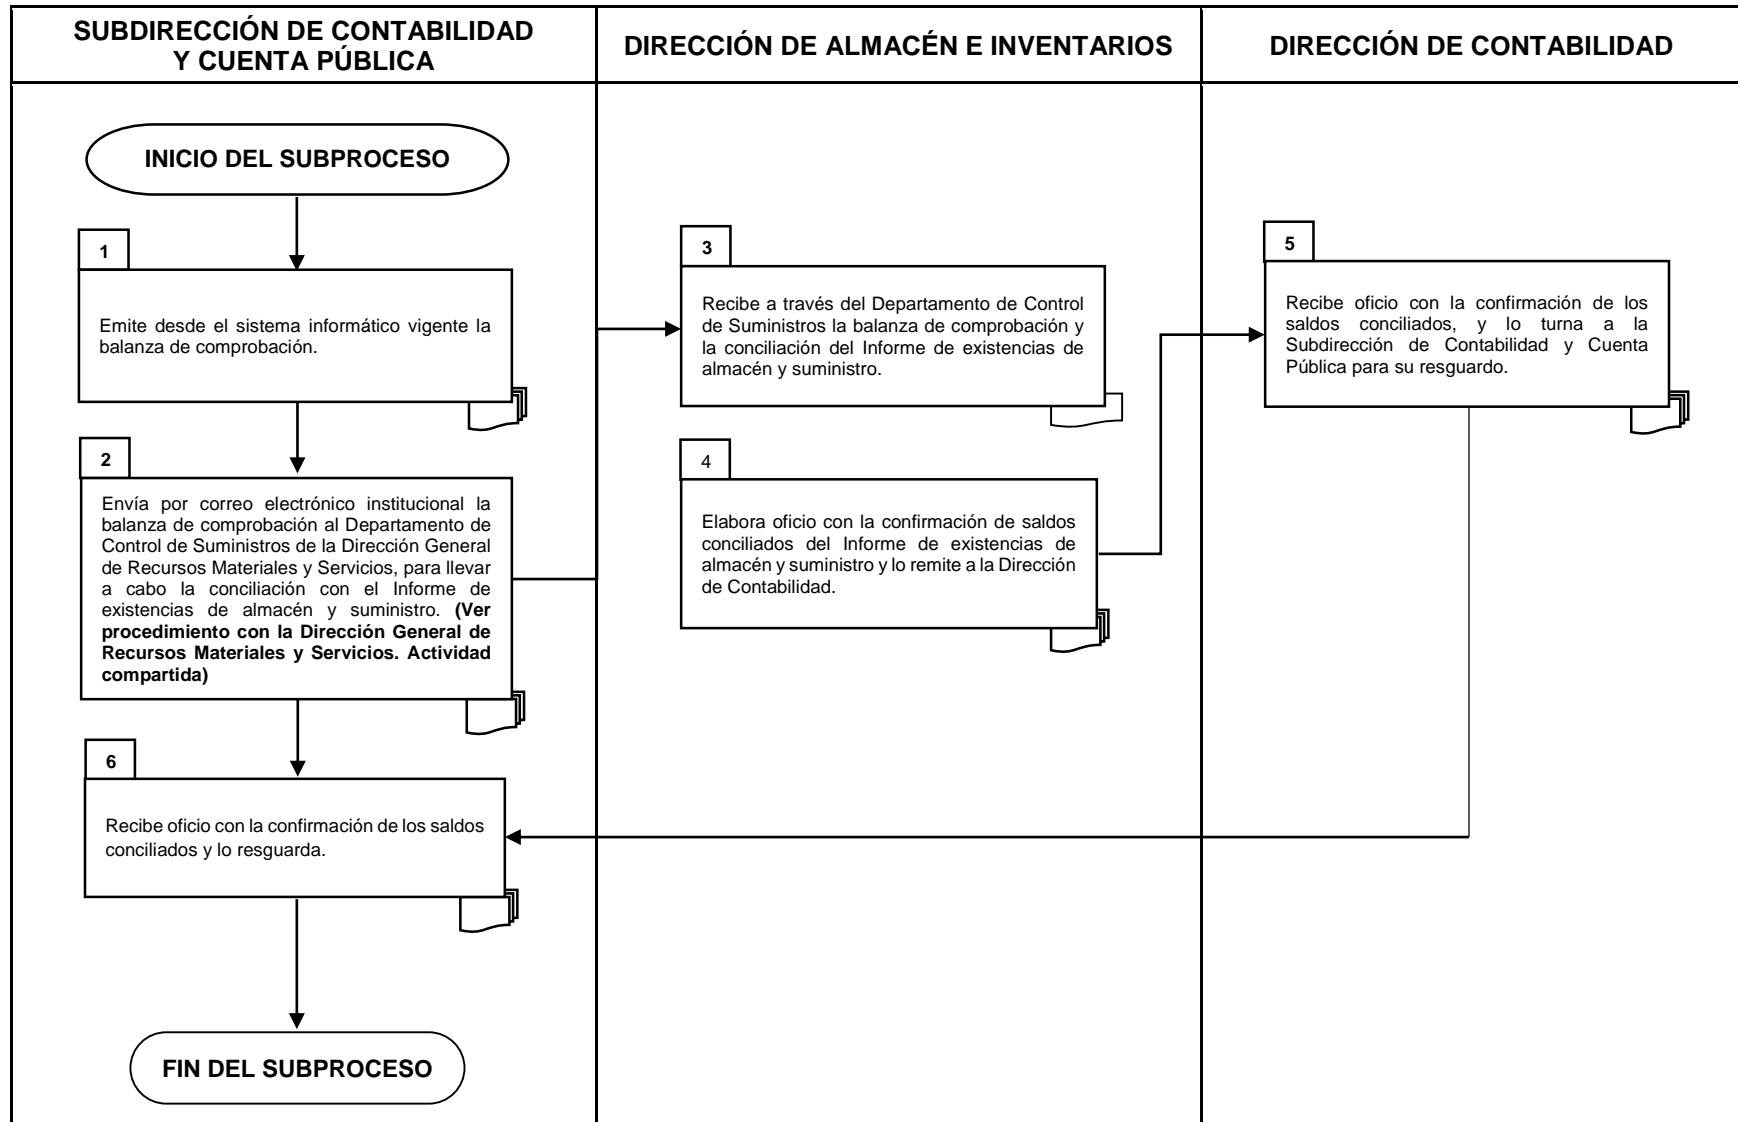 SUBDIRECCIÓN DE CONTABILIDAD
Y CUENTA PÚBLICA
DIRECCIÓN DE ALMACÉN E INVENTARIOS
DIRECCIÓN DE CONTABILIDAD
INICIO DEL SUBPROCESO
1
Emite desde el sistema informático vigente la
balanza de comprobación.
2
Envía por correo electrónico institucional la
balanza de comprobación al Departamento de
Control de Suministros de la Dirección General
de Recursos Materiales y Servicios, para llevar
a cabo la conciliación con el Informe de
existencias de almacén y suministro. (Ver
procedimiento con la Dirección General de
Recursos Materiales y Servicios. Actividad
compartida)
3
Recibe a través del Departamento de Control
de Suministros la balanza de comprobación y
la conciliación del Informe de existencias de
almacén y suministro.
4
Elabora oficio con la confirmación de saldos
conciliados del Informe de existencias de
almacén y suministro y lo remite a la Dirección
de Contabilidad.
5
Recibe oficio con la confirmación de los
saldos conciliados, y lo turna a la
Subdirección de Contabilidad y Cuenta
Pública para su resguardo.
6
Recibe oficio con la confirmación de los saldos
conciliados y lo resguarda.
FIN DEL SUBPROCESO